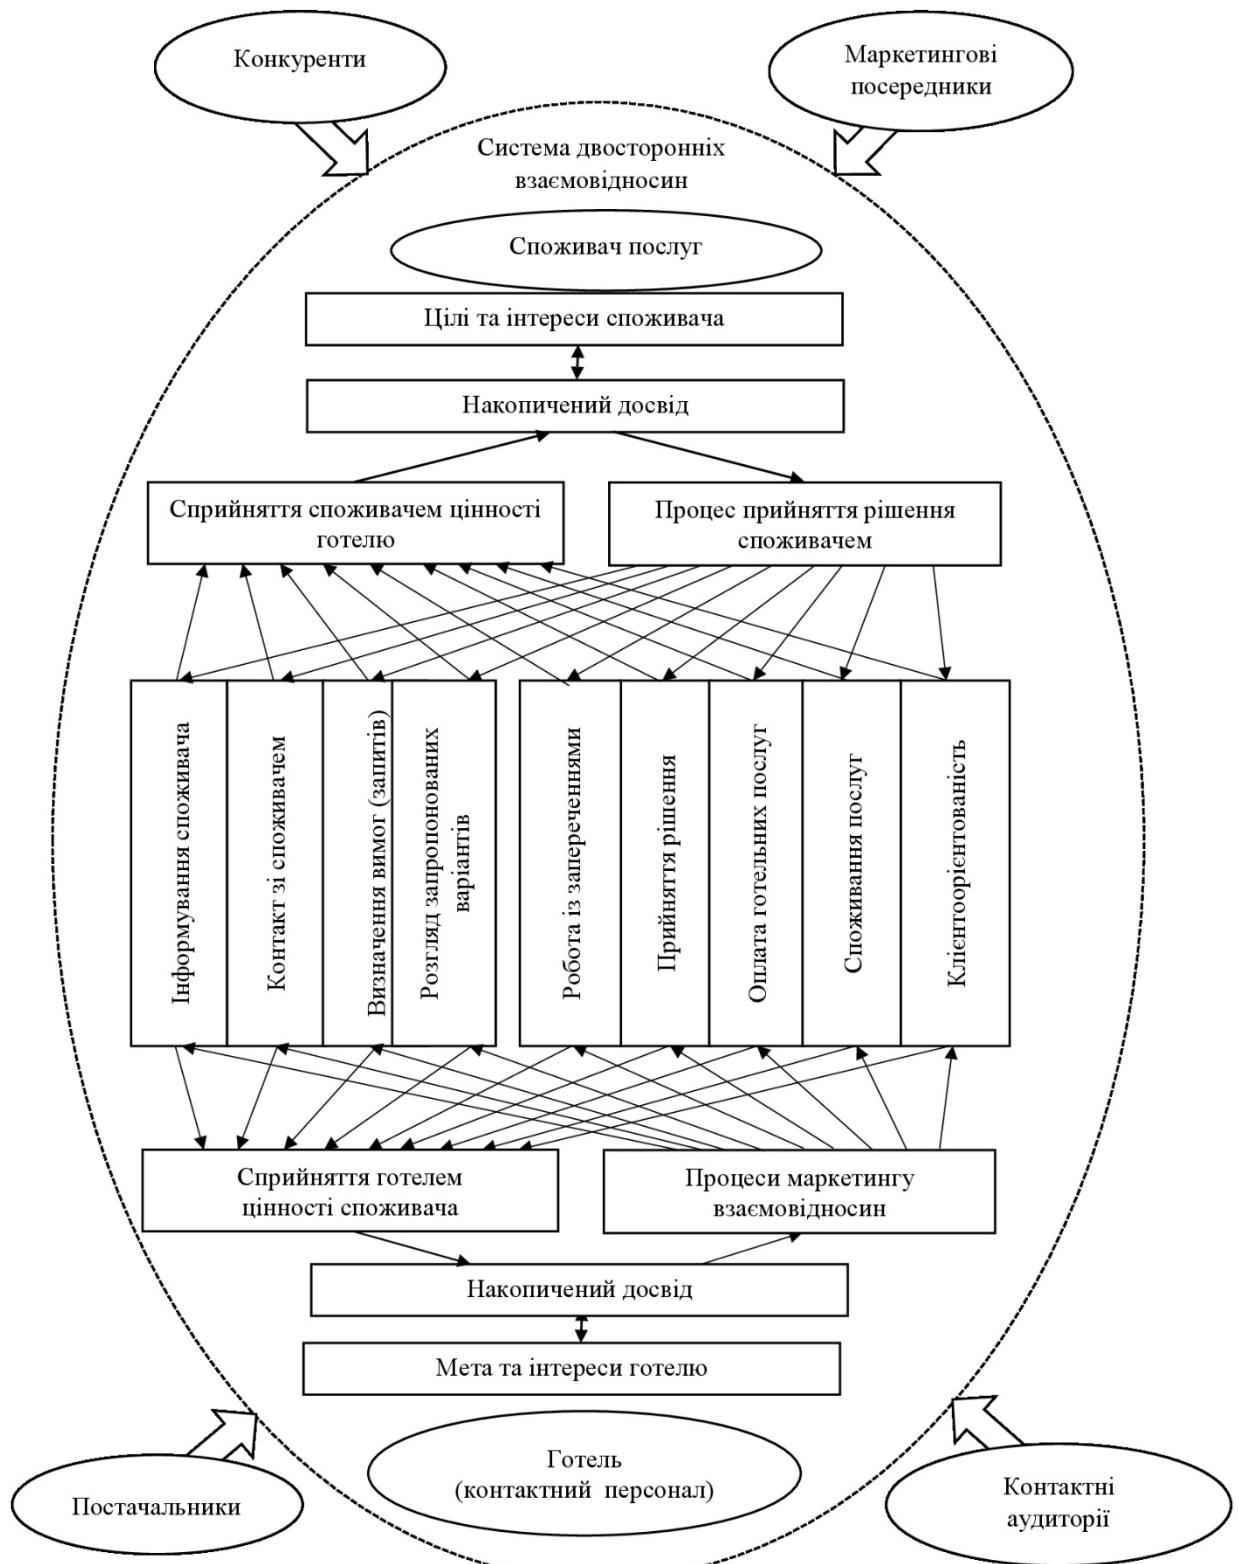 Конкуренти
Маркетингові
посередники
Система двосторонніх
взаємовідносин
Споживач послуг
Цілі та інтереси споживача
Накопичений досвід
Сприйняття споживачем цінності
готелю
Процес прийняття рішення
споживачем
Інформування споживача
Контакт зі споживачем
Визначення вимог (запитів)
Розгляд запропонованих
варіантів
Робота із запереченнями
Прийняття рішення
Оплата готельних послуг
Споживання послуг
Клієнтоорієнтованість
Сприйняття готелем
цінності споживача
Процеси маркетингу
взаємовідносин
Накопичений досвід
Мета та інтереси готелю
Готель
(контактний персонал)
Постачальники
Контактні
аудиторії